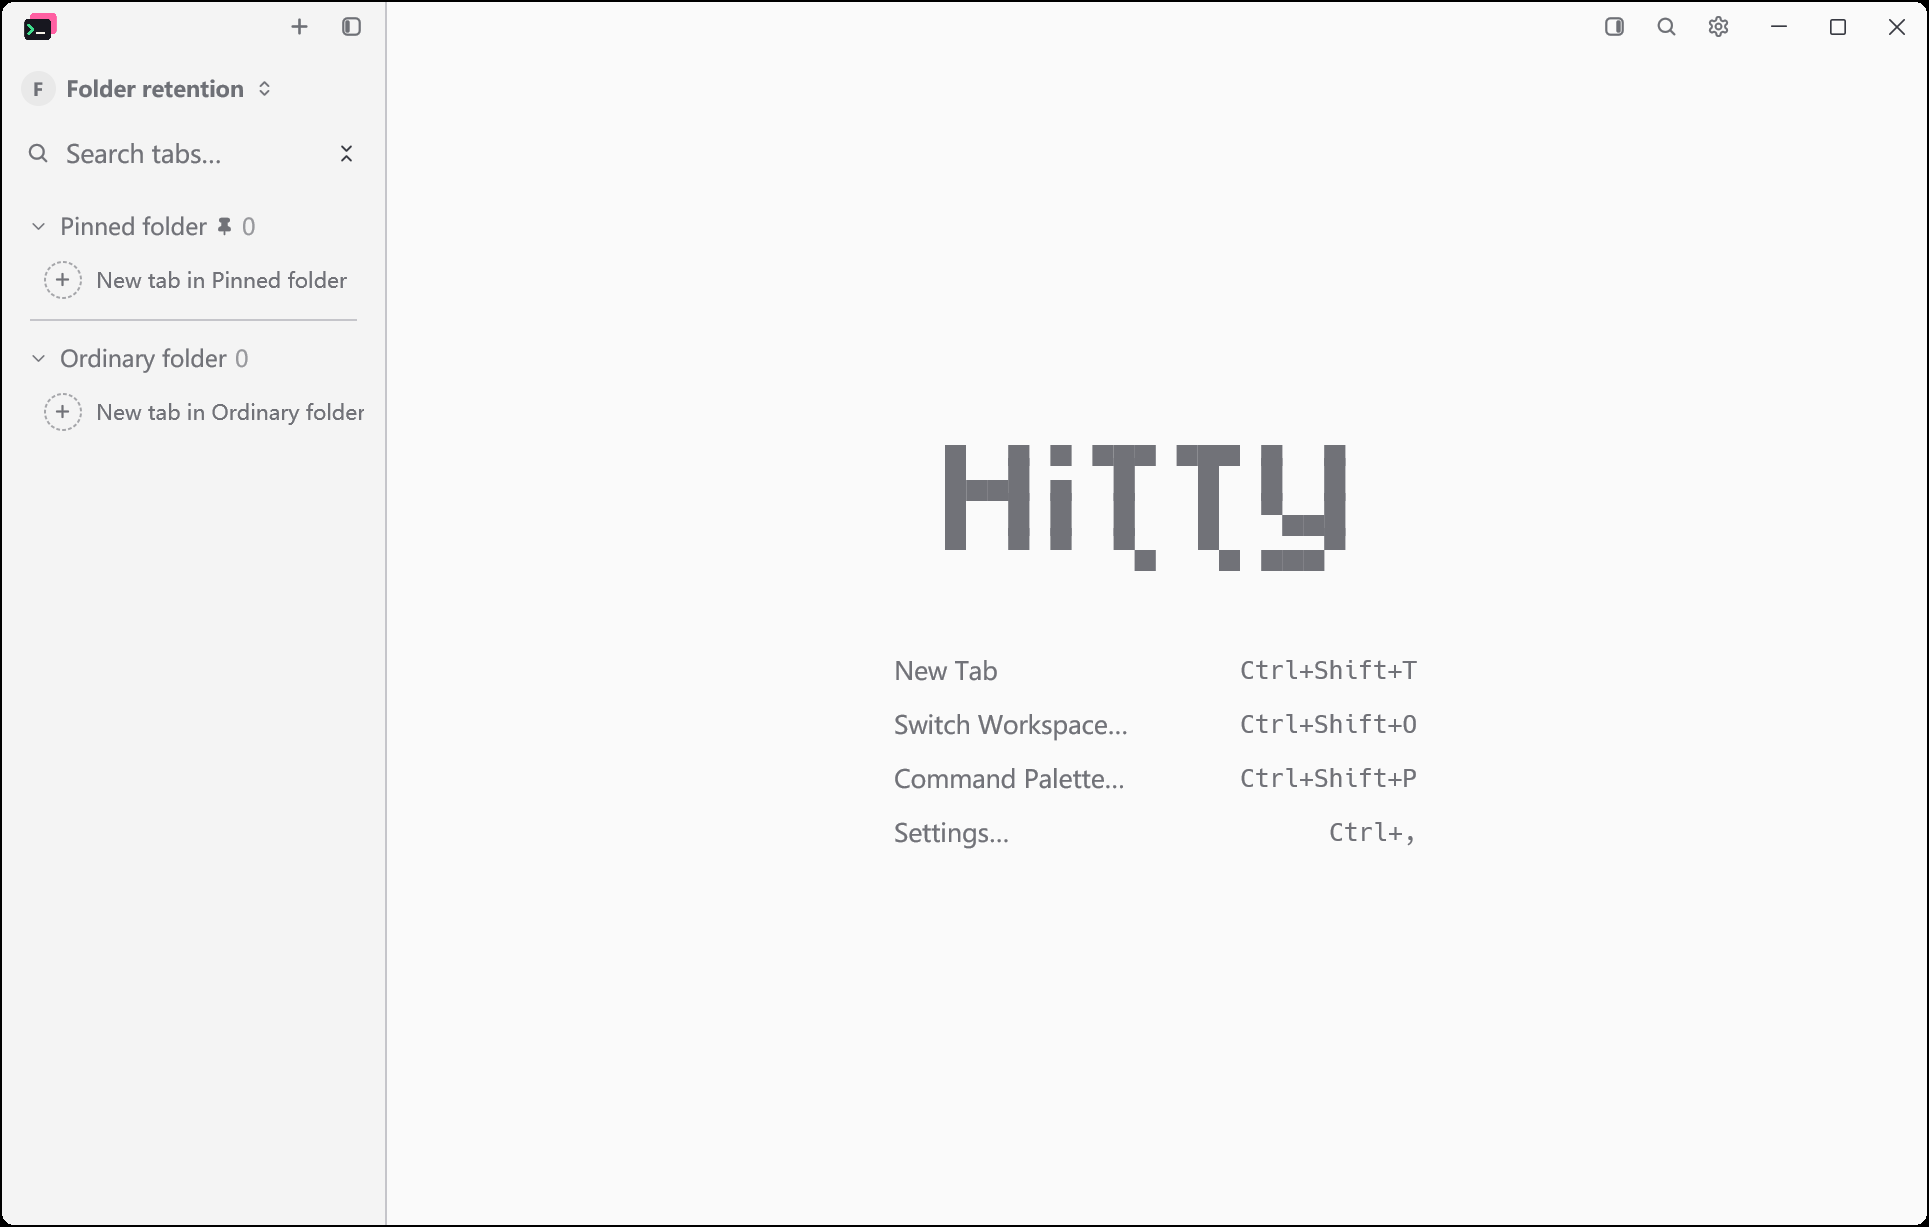 F Folder retention
Search tabs...
Pinned folder 0
New tab in Pinned folder
Ordinary folder 0
New tab in Ordinary folder
HiTTy
New Tab Ctrl+Shift+T
Switch Workspace... Ctrl+Shift+O
Command Palette... Ctrl+Shift+P
Settings... Ctrl+,